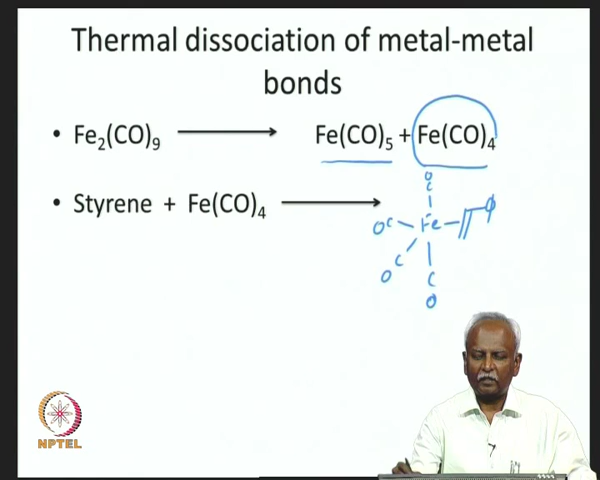 Thermal dissociation of metal-metal
bonds
• Fe₂(CO)₉ ⟶ Fe(CO)₅ + Fe(CO)₄
• Styrene + Fe(CO)₄ ⟶
O
C
OC Fe ϕ
C
O
C
O
NPTEL